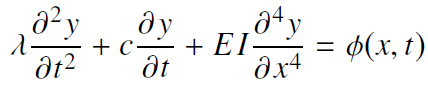 λ ∂²y/∂t² + c ∂y/∂t + EI ∂⁴y/∂x⁴ = ϕ(x, t)